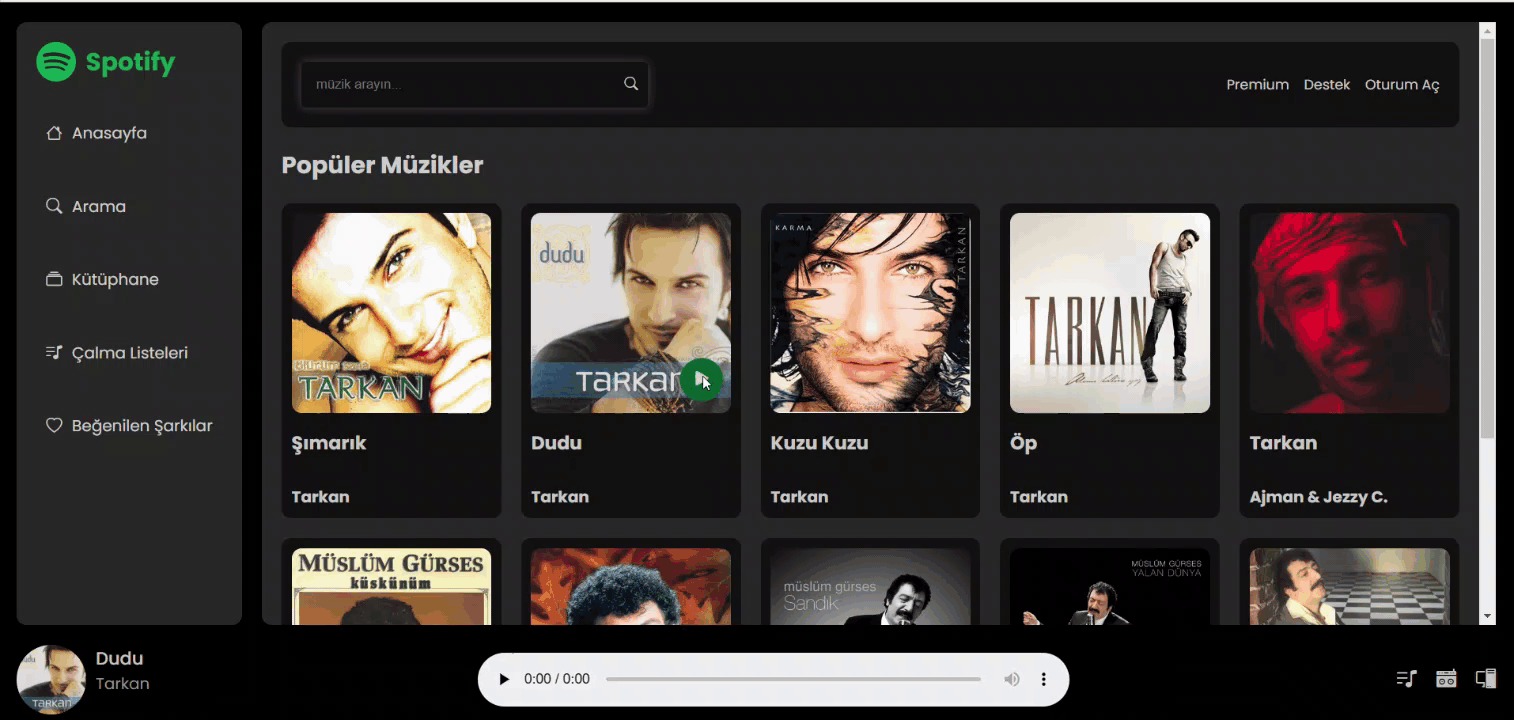 Spotify
Anasayfa
Arama
Kütüphane
Çalma Listeleri
Beğenilen Şarkılar
müzik arayın...
Premium Destek Oturum Aç
Popüler Müzikler
TARKAN
Şımarık
Tarkan
dudu
TARKAN
Dudu
Tarkan
KARMA
TARKAN
Kuzu Kuzu
Tarkan
TARKAN
Öp
Tarkan
Tarkan
Ajman & Jezzy C.
MÜSLÜM GÜRSES
küskünüm
müslüm gürses
Sandık
MÜSLÜM GÜRSES
YALAN DÜNYA
dudu
TARKAN
Dudu
Tarkan
0:00 / 0:00